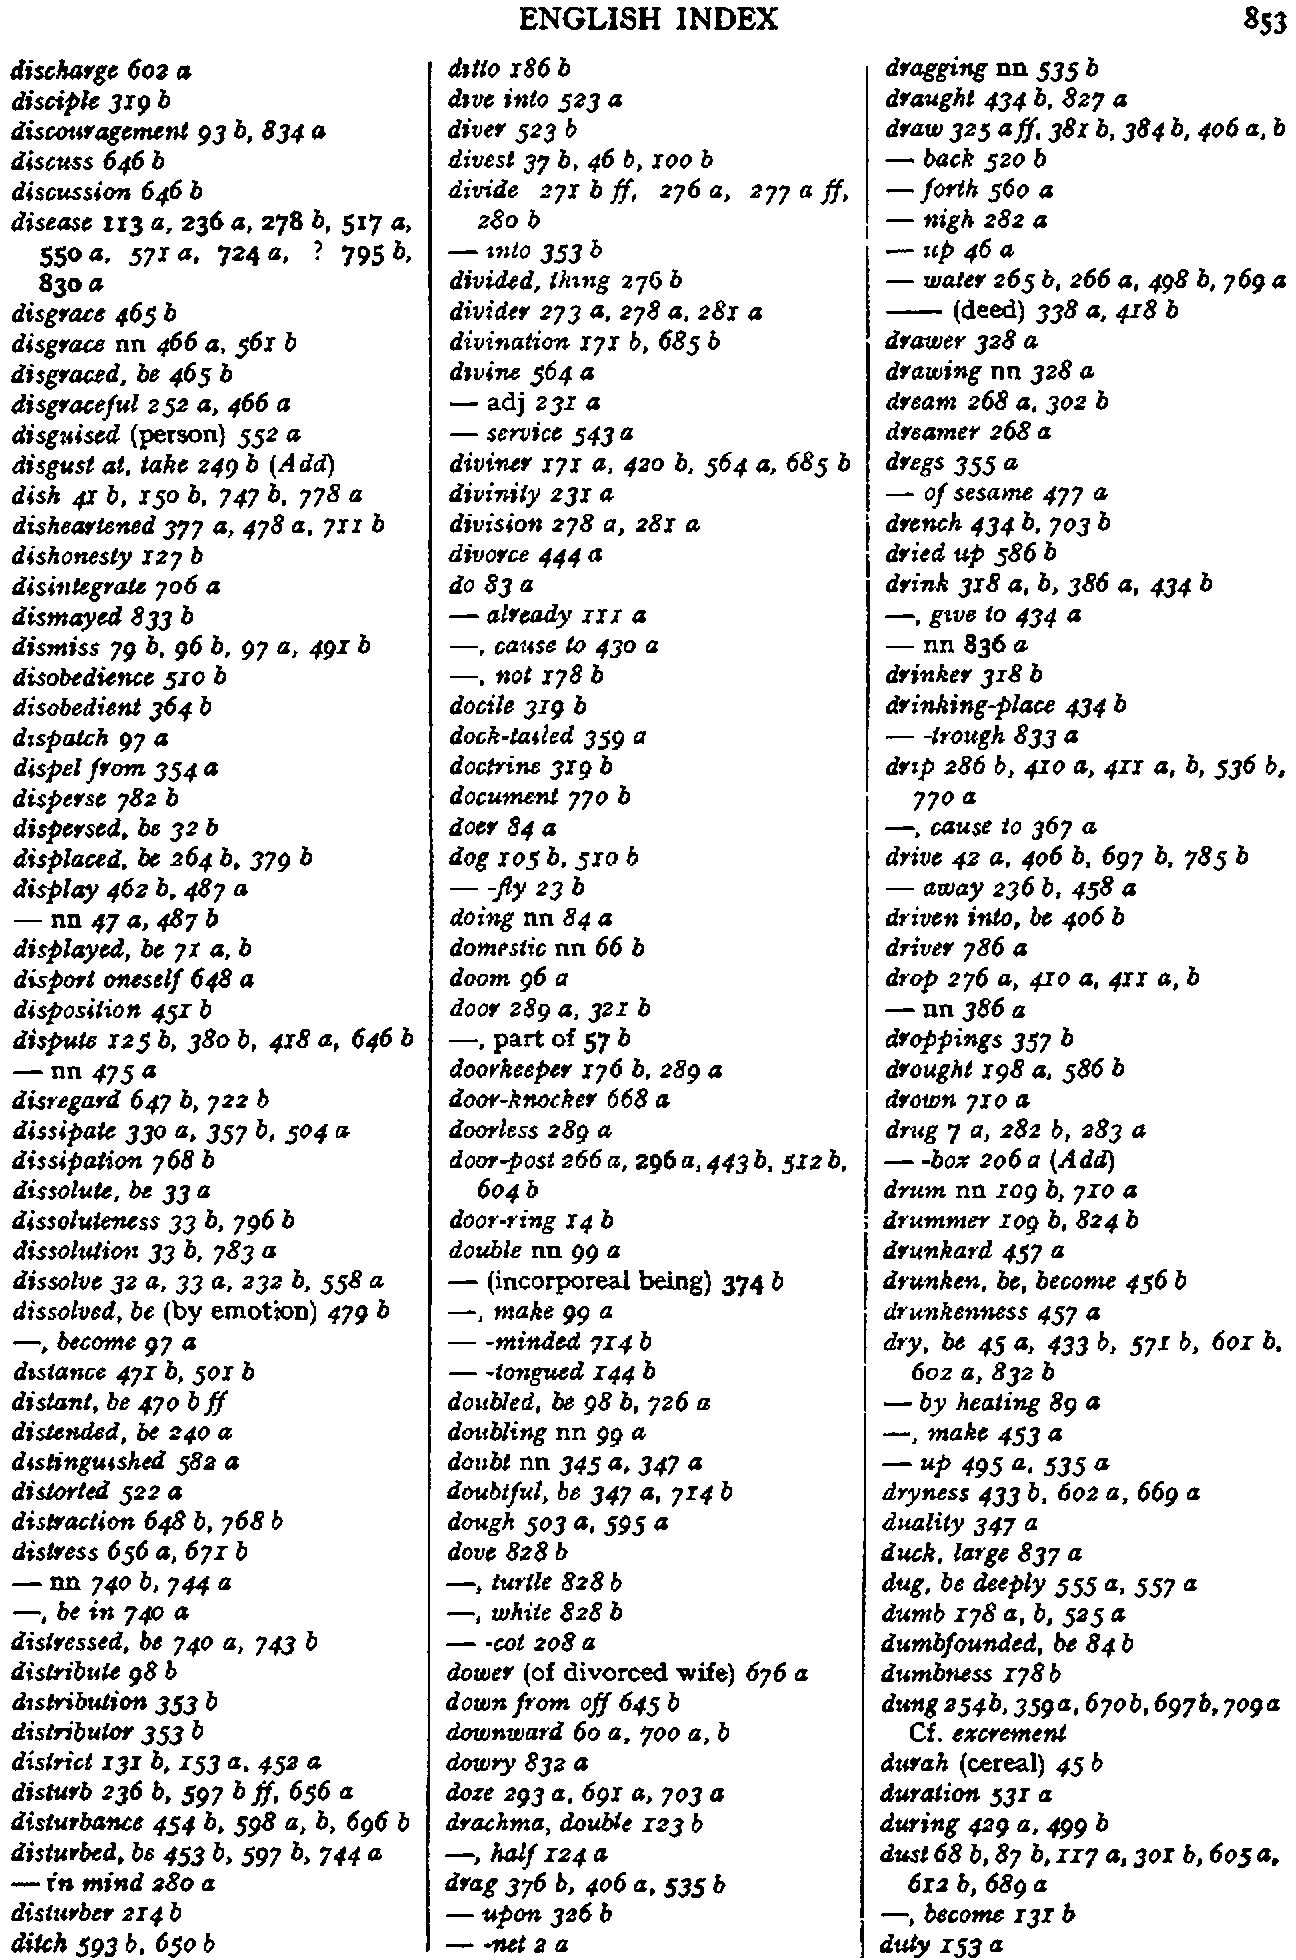 ENGLISH INDEX 853
discharge 602 a
disciple 319 b
discouragement 93 b, 834 a
discuss 646 b
discussion 646 b
disease 113 a, 236 a, 278 b, 517 a,
550 a, 571 a, 724 a, ? 795 b,
830 a
disgrace 465 b
disgrace nn 466 a, 561 b
disgraced, be 465 b
disgraceful 252 a, 466 a
disguised (person) 552 a
disgust at, take 249 b (Add)
dish 41 b, 150 b, 747 b, 778 a
disheartened 377 a, 478 a, 711 b
dishonesty 127 b
disintegrate 706 a
dismayed 833 b
dismiss 79 b, 96 b, 97 a, 491 b
disobedience 510 b
disobedient 364 b
dispatch 97 a
dispel from 354 a
disperse 782 b
dispersed, be 32 b
displaced, be 264 b, 379 b
display 462 b, 487 a
— nn 47 a, 487 b
displayed, be 71 a, b
disport oneself 648 a
disposition 451 b
dispute 125 b, 380 b, 418 a, 646 b
— nn 475 a
disregard 647 b, 722 b
dissipate 330 a, 357 b, 504 a
dissipation 768 b
dissolute, be 33 a
dissoluteness 33 b, 796 b
dissolution 33 b, 783 a
dissolve 32 a, 33 a, 232 b, 558 a
dissolved, be (by emotion) 479 b
—, become 97 a
distance 471 b, 501 b
distant, be 470 b ff
distended, be 240 a
distinguished 582 a
distorted 522 a
distraction 648 b, 768 b
distress 656 a, 671 b
— nn 740 b, 744 a
—, be in 740 a
distressed, be 740 a, 743 b
distribute 98 b
distribution 353 b
distributor 353 b
district 131 b, 153 a, 452 a
disturb 236 b, 597 b ff, 656 a
disturbance 454 b, 598 a, b, 696 b
disturbed, be 453 b, 597 b, 744 a
— in mind 280 a
disturber 214 b
ditch 593 b, 650 b
ditto 186 b
dive into 523 a
diver 523 b
divest 37 b, 46 b, 100 b
divide 271 b ff, 276 a, 277 a ff,
280 b
— into 353 b
divided, thing 276 b
divider 273 a, 278 a, 281 a
divination 171 b, 685 b
divine 564 a
— adj 231 a
— service 543 a
diviner 171 a, 420 b, 564 a, 685 b
divinity 231 a
division 278 a, 281 a
divorce 444 a
do 83 a
— already 111 a
—, cause to 430 a
—, not 178 b
docile 319 b
dock-tailed 359 a
doctrine 319 b
document 770 b
doer 84 a
dog 105 b, 510 b
— -fly 23 b
doing nn 84 a
domestic nn 66 b
doom 96 a
door 289 a, 321 b
—, part of 57 b
doorkeeper 176 b, 289 a
door-knocker 668 a
doorless 289 a
door-post 266 a, 296 a, 443 b, 512 b,
604 b
door-ring 14 b
double nn 99 a
— (incorporeal being) 374 b
—, make 99 a
— -minded 714 b
— -tongued 144 b
doubled, be 98 b, 726 a
doubling nn 99 a
doubt nn 345 a, 347 a
doubtful, be 347 a, 714 b
dough 503 a, 595 a
dove 828 b
—, turtle 828 b
—, white 828 b
— -cot 208 a
dower (of divorced wife) 676 a
down from off 645 b
downward 60 a, 700 a, b
dowry 832 a
doze 293 a, 691 a, 703 a
drachma, double 123 b
—, half 124 a
drag 376 b, 406 a, 535 b
— upon 326 b
— -net 2 a
dragging nn 535 b
draught 434 b, 827 a
draw 325 a ff, 381 b, 384 b, 406 a, b
— back 520 b
— forth 560 a
— nigh 282 a
— up 46 a
— water 265 b, 266 a, 498 b, 769 a
—— (deed) 338 a, 418 b
drawer 328 a
drawing nn 328 a
dream 268 a, 302 b
dreamer 268 a
dregs 355 a
— of sesame 477 a
drench 434 b, 703 b
dried up 586 b
drink 318 a, b, 386 a, 434 b
—, give to 434 a
— nn 836 a
drinker 318 b
drinking-place 434 b
— -trough 833 a
drip 286 b, 410 a, 411 a, b, 536 b,
770 a
—, cause to 367 a
drive 42 a, 406 b, 697 b, 785 b
— away 236 b, 458 a
driven into, be 406 b
driver 786 a
drop 276 a, 410 a, 411 a, b
— nn 386 a
droppings 357 b
drought 198 a, 586 b
drown 710 a
drug 7 a, 282 b, 283 a
— -box 206 a (Add)
drum nn 109 b, 710 a
drummer 109 b, 824 b
drunkard 457 a
drunken, be, become 456 b
drunkenness 457 a
dry, be 45 a, 433 b, 571 b, 601 b,
602 a, 832 b
— by heating 89 a
—, make 453 a
— up 495 a, 535 a
dryness 433 b, 602 a, 669 a
duality 347 a
duck, large 837 a
dug, be deeply 555 a, 557 a
dumb 178 a, b, 525 a
dumbfounded, be 84 b
dumbness 178 b
dung 254 b, 359 a, 670 b, 697 b, 709 a
Cf. excrement
durah (cereal) 45 b
duration 531 a
during 429 a, 499 b
dust 68 b, 87 b, 117 a, 301 b, 605 a,
612 b, 689 a
—, become 131 b
duty 153 a